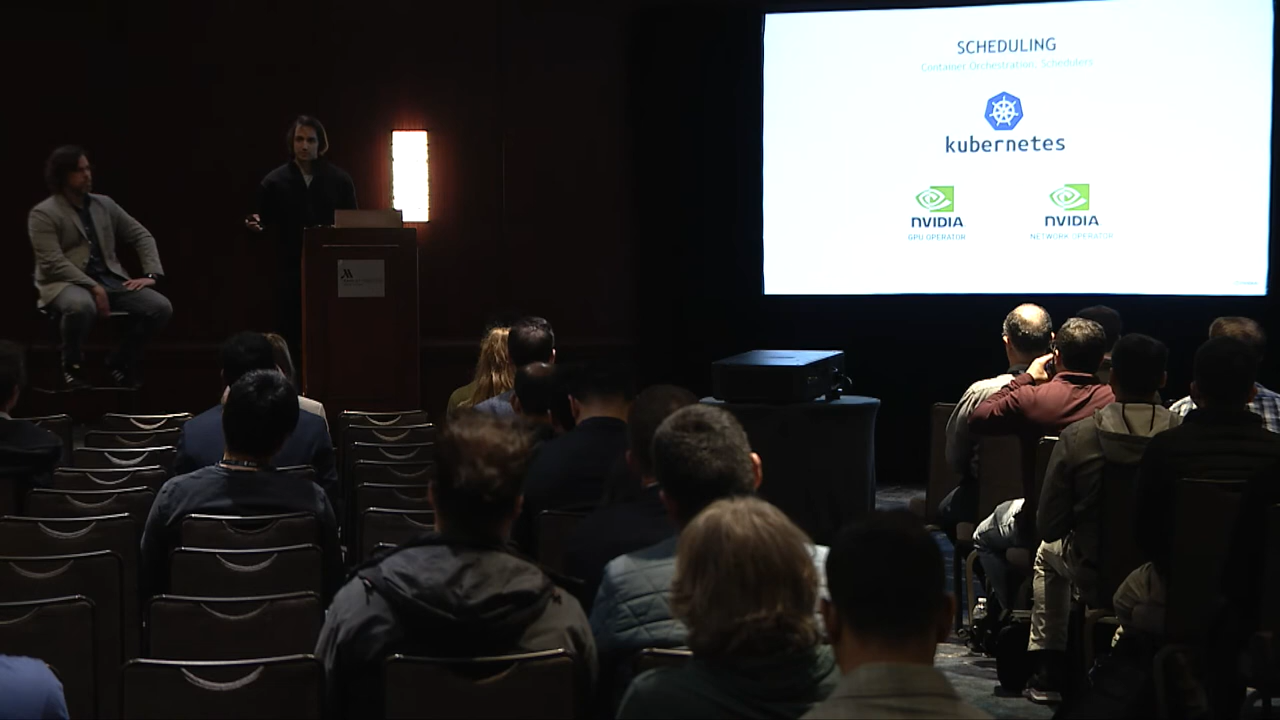 SCHEDULING
Container Orchestration, Schedulers
kubernetes
NVIDIA
GPU OPERATOR
NVIDIA
NETWORK OPERATOR